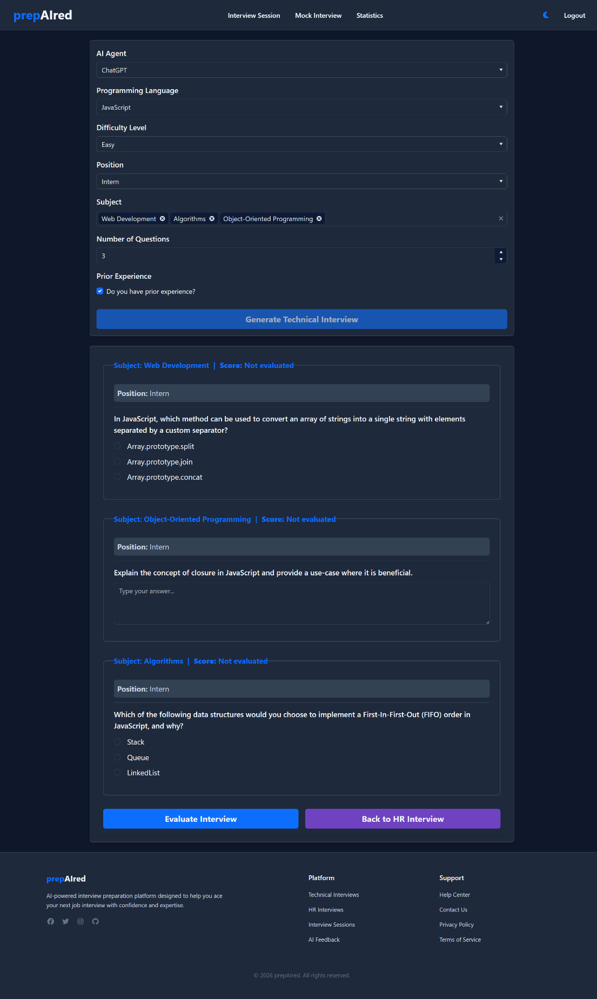 prepAIred
Interview Session
Mock Interview
Statistics
Logout
AI Agent
ChatGPT
Programming Language
JavaScript
Difficulty Level
Easy
Position
Intern
Subject
Web Development
Algorithms
Object-Oriented Programming
Number of Questions
3
Prior Experience
Do you have prior experience?
Generate Technical Interview
Subject: Web Development | Score: Not evaluated
Position: Intern
In JavaScript, which method can be used to convert an array of strings into a single string with elements
separated by a custom separator?
Array.prototype.split
Array.prototype.join
Array.prototype.concat
Subject: Object-Oriented Programming | Score: Not evaluated
Position: Intern
Explain the concept of closure in JavaScript and provide a use-case where it is beneficial.
Type your answer...
Subject: Algorithms | Score: Not evaluated
Position: Intern
Which of the following data structures would you choose to implement a First-In-First-Out (FIFO) order in
JavaScript, and why?
Stack
Queue
LinkedList
Evaluate Interview
Back to HR Interview
prepAIred
AI-powered interview preparation platform designed to help you ace
your next job interview with confidence and expertise.
Platform
Technical Interviews
HR Interviews
Interview Sessions
AI Feedback
Support
Help Center
Contact Us
Privacy Policy
Terms of Service
© 2026 prepAIred. All rights reserved.